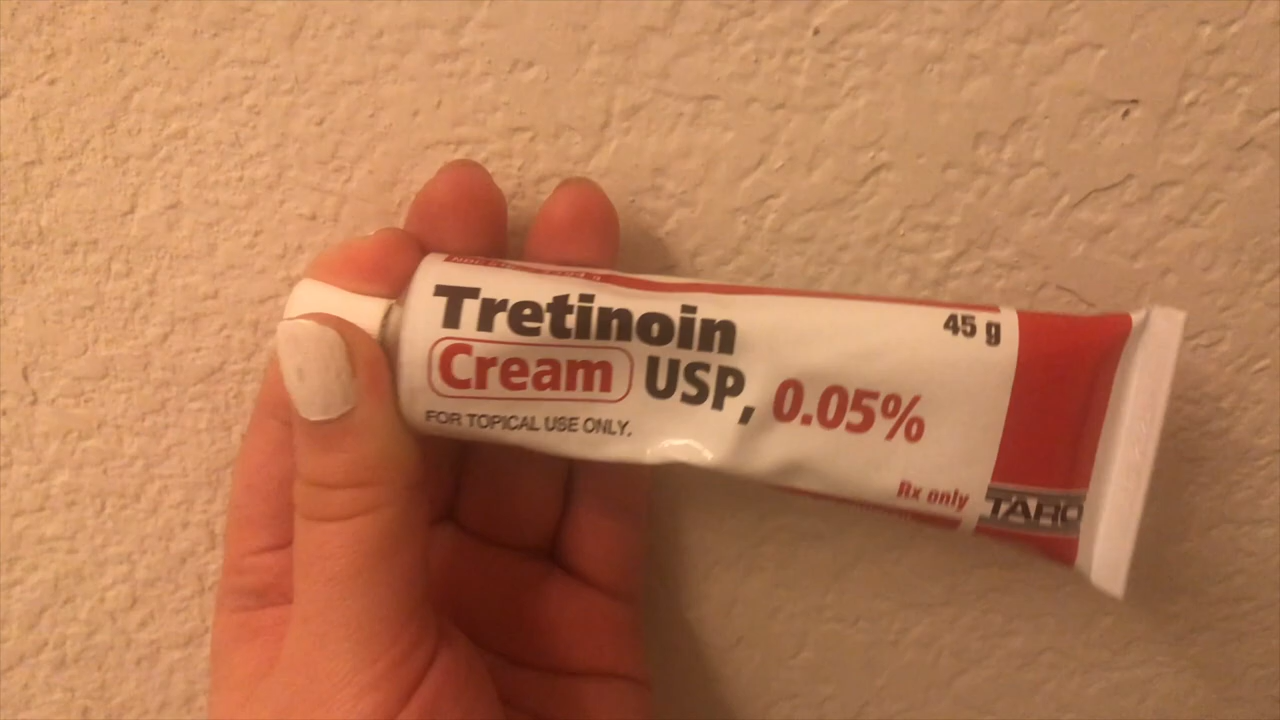 Tretinoin
45 g
Cream USP, 0.05%
FOR TOPICAL USE ONLY.
Rx only
TARO